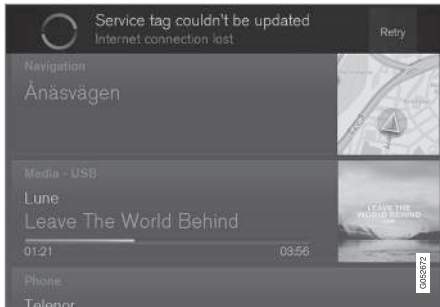 Service tag couldn't be updated
Internet connection lost
Retry
Navigation
Ånäsvägen
Media - USB
Lune
Leave The World Behind
01:21
03:56
LEAVE THE
WORLD BEHIND
Phone
Telenor
G052672